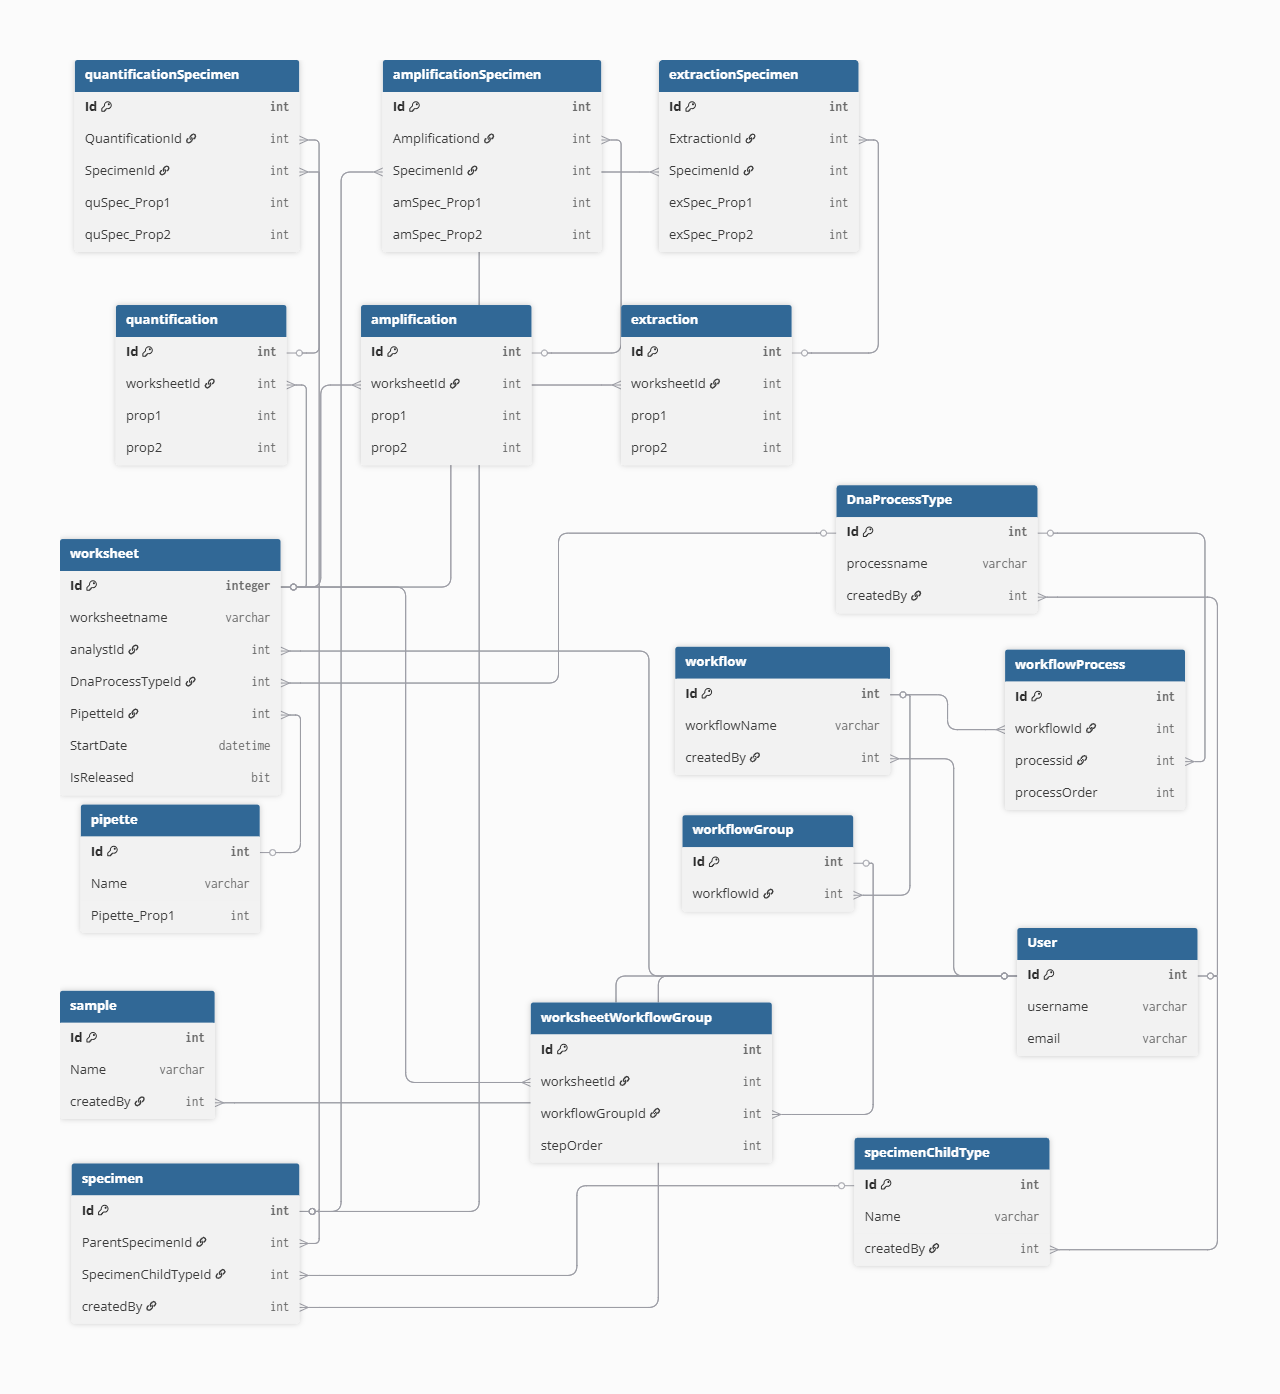 quantificationSpecimen
Id int
QuantificationId int
SpecimenId int
quSpec_Prop1 int
quSpec_Prop2 int
amplificationSpecimen
Id int
Amplificationd int
SpecimenId int
amSpec_Prop1 int
amSpec_Prop2 int
extractionSpecimen
Id int
ExtractionId int
SpecimenId int
exSpec_Prop1 int
exSpec_Prop2 int
quantification
Id int
worksheetId int
prop1 int
prop2 int
amplification
Id int
worksheetId int
prop1 int
prop2 int
extraction
Id int
worksheetId int
prop1 int
prop2 int
DnaProcessType
Id int
processname varchar
createdBy int
worksheet
Id integer
worksheetname varchar
analystId int
DnaProcessTypeId int
PipetteId int
StartDate datetime
IsReleased bit
workflow
Id int
workflowName varchar
createdBy int
workflowProcess
Id int
workflowId int
processid int
processOrder int
pipette
Id int
Name varchar
Pipette_Prop1 int
workflowGroup
Id int
workflowId int
User
Id int
username varchar
email varchar
sample
Id int
Name varchar
createdBy int
worksheetWorkflowGroup
Id int
worksheetId int
workflowGroupId int
stepOrder int
specimenChildType
Id int
Name varchar
createdBy int
specimen
Id int
ParentSpecimenId int
SpecimenChildTypeId int
createdBy int